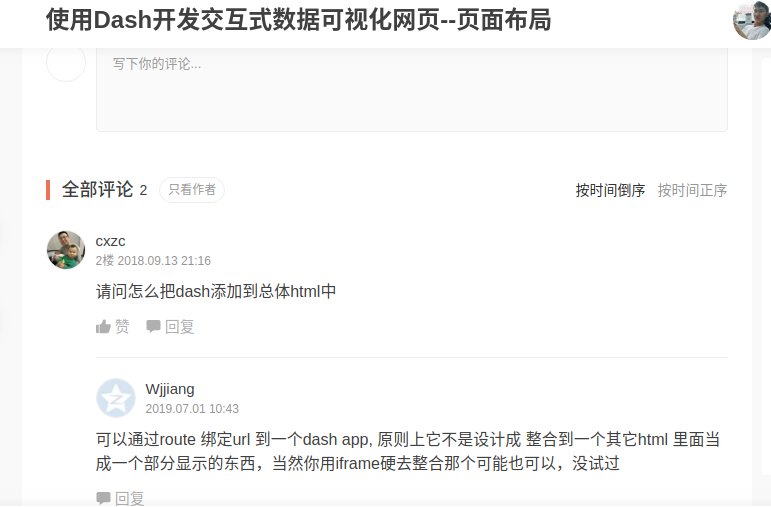 使用Dash开发交互式数据可视化网页--页面布局
写下你的评论...
全部评论 2 只看作者 按时间倒序 按时间正序
cxzc
2楼 2018.09.13 21:16
请问怎么把dash添加到总体html中
赞 回复
Wjjiang
2019.07.01 10:43
可以通过route 绑定url 到一个dash app, 原则上它不是设计成 整合到一个其它html 里面当
成一个部分显示的东西，当然你用iframe硬去整合那个可能也可以，没试过
回复